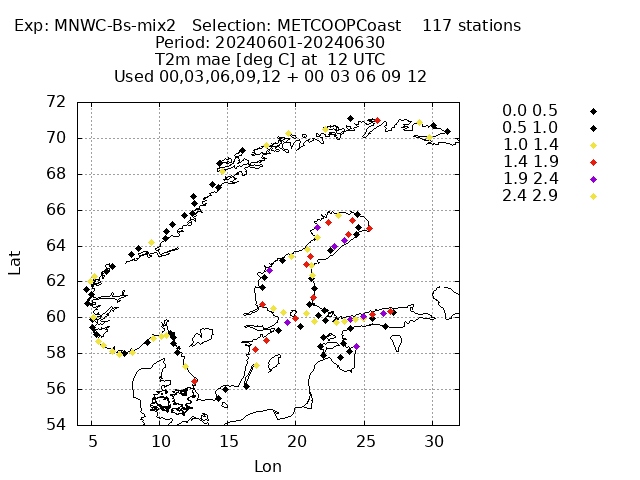 Exp: MNWC-Bs-mix2   Selection: METCOOPCoast    117 stations
Period: 20240601-20240630
T2m mae [deg C] at  12 UTC
Used 00,03,06,09,12 + 00 03 06 09 12
0.0 0.5
0.5 1.0
1.0 1.4
1.4 1.9
1.9 2.4
2.4 2.9
72
70
68
66
64
62
60
58
56
54
Lat
5 10 15 20 25 30
Lon